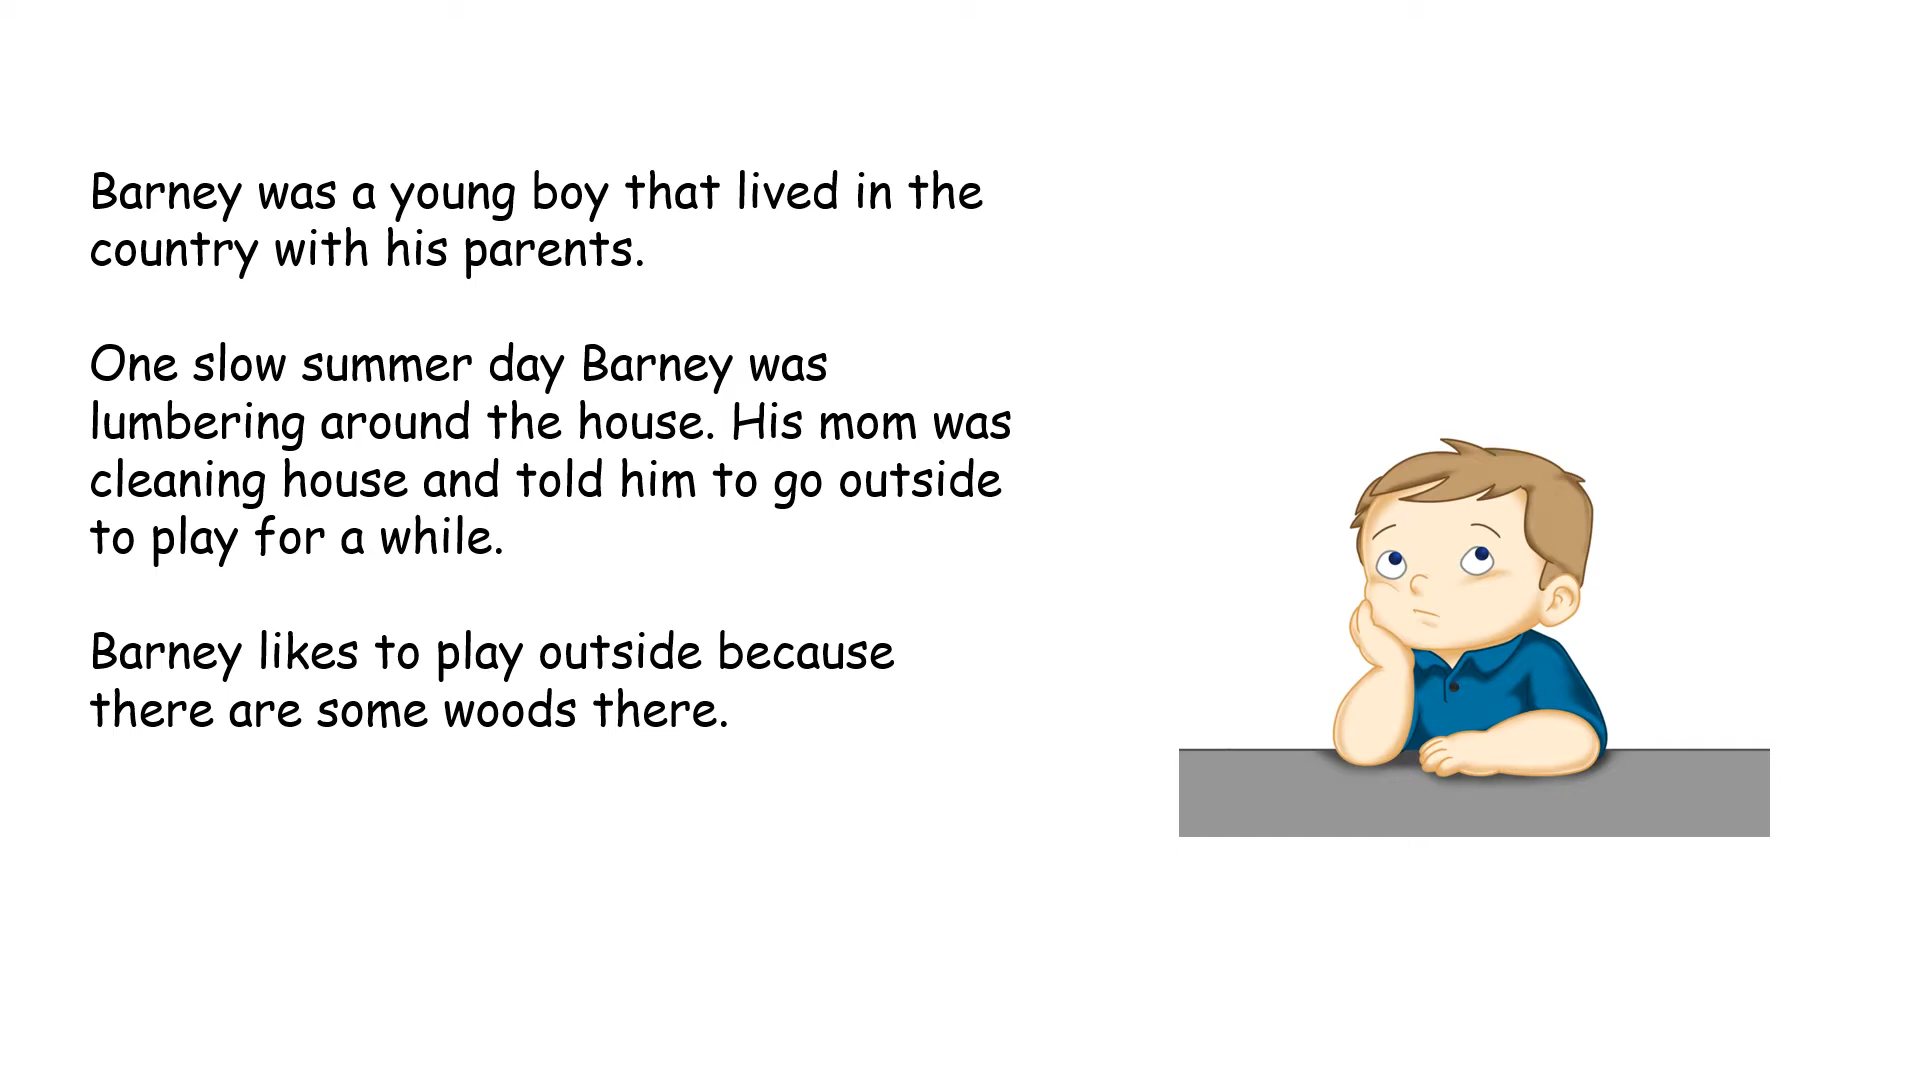 Barney was a young boy that lived in the
country with his parents.
One slow summer day Barney was
lumbering around the house. His mom was
cleaning house and told him to go outside
to play for a while.
Barney likes to play outside because
there are some woods there.